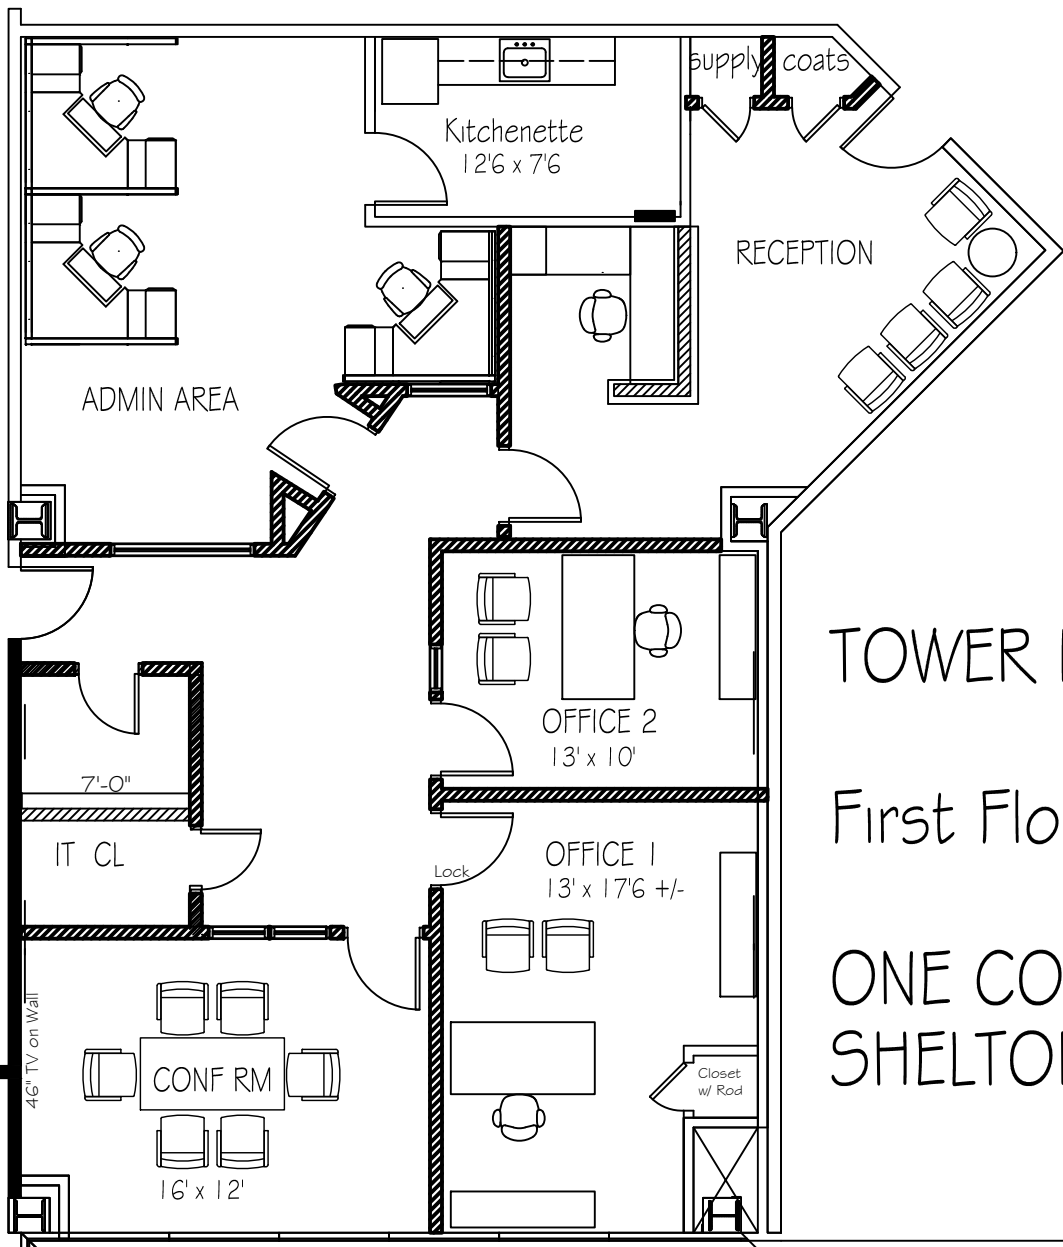 supply
coats
Kitchenette
12'6 x 7'6
RECEPTION
ADMIN AREA
OFFICE 2
13' x 10'
7'-0"
IT CL
Lock
OFFICE 1
13' x 17'6 +/-
46" TV on Wall
CONF RM
16' x 12'
Closet
w/ Rod
TOWER
First Flo
ONE CO
SHELTO